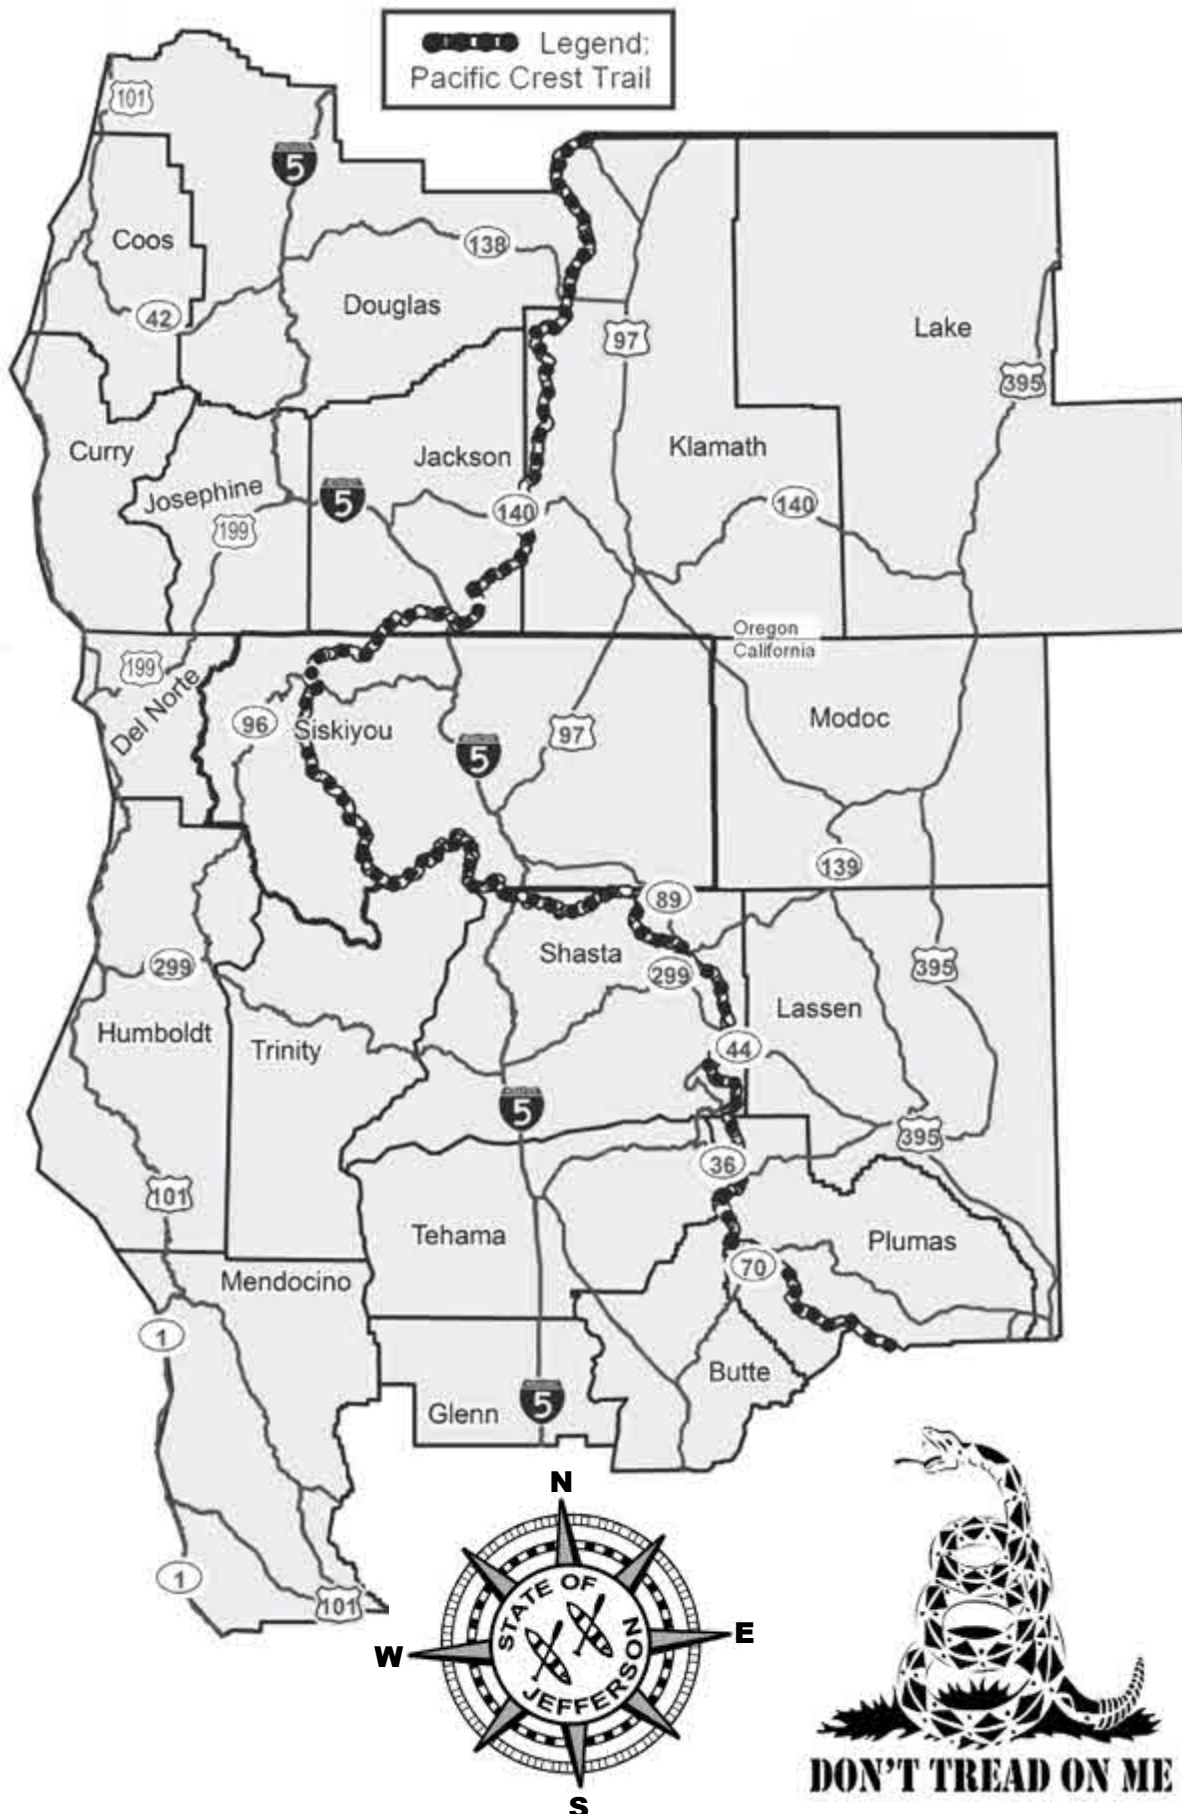 Legend:
Pacific Crest Trail
101
5
Coos
138
42
Douglas
97
Lake
395
Curry
Josephine
Jackson
Klamath
5
140
140
199
Oregon
California
199
Del Norte
96
Siskiyou
5
97
Modoc
139
89
Shasta
299
299
395
Humboldt
Trinity
Lassen
44
5
395
36
101
Tehama
Plumas
70
Mendocino
1
Butte
Glenn
5
1
101
N
W
E
S
STATE OF
JEFFERSON
DON'T TREAD ON ME